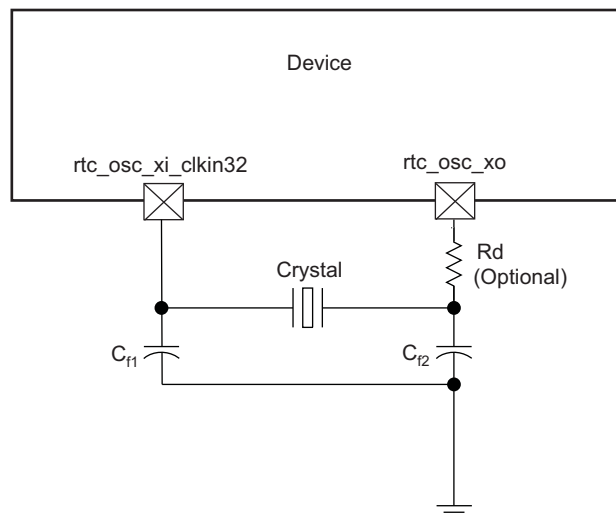 Device
rtc_osc_xi_clkin32
rtc_osc_xo
Rd
(Optional)
Crystal
Cf1
Cf2